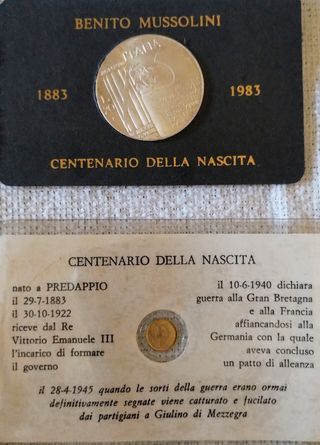 BENITO MUSSOLINI
ITALIA
1883
1983
CENTENARIO DELLA NASCITA
CENTENARIO DELLA NASCITA
nato a PREDAPPIO
il 29-7-1883
il 30-10-1922
riceve dal Re
Vittorio Emanuele III
l'incarico di formare
il governo
il 10-6-1940 dichiara
guerra alla Gran Bretagna
e alla Francia
affiancandosi alla
Germania con la quale
aveva concluso
un patto di alleanza
il 28-4-1945 quando le sorti della guerra erano ormai
definitivamente segnate viene catturato e fucilato
dai partigiani a Giulino di Mezzegra